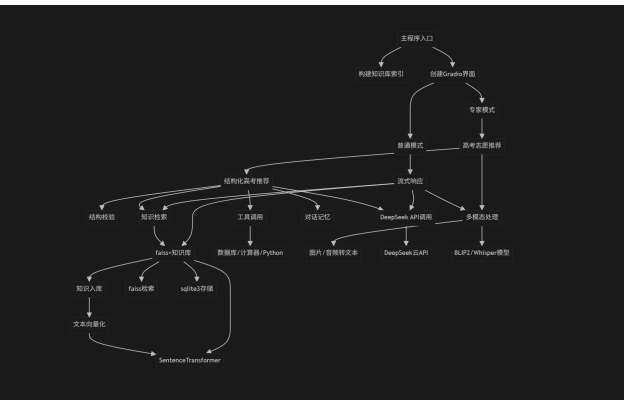 主程序入口
构建知识库索引
创建Gradio界面
专家模式
普通模式
高考志愿推荐
结构化高考推荐
流式响应
结构校验
知识检索
工具调用
对话记忆
DeepSeek API调用
多模态处理
faiss+知识库
数据库/计算器/Python
图片/音频转文本
DeepSeek云API
BLIP2/Whisper模型
知识入库
faiss检索
sqlite3存储
文本向量化
SentenceTransformer